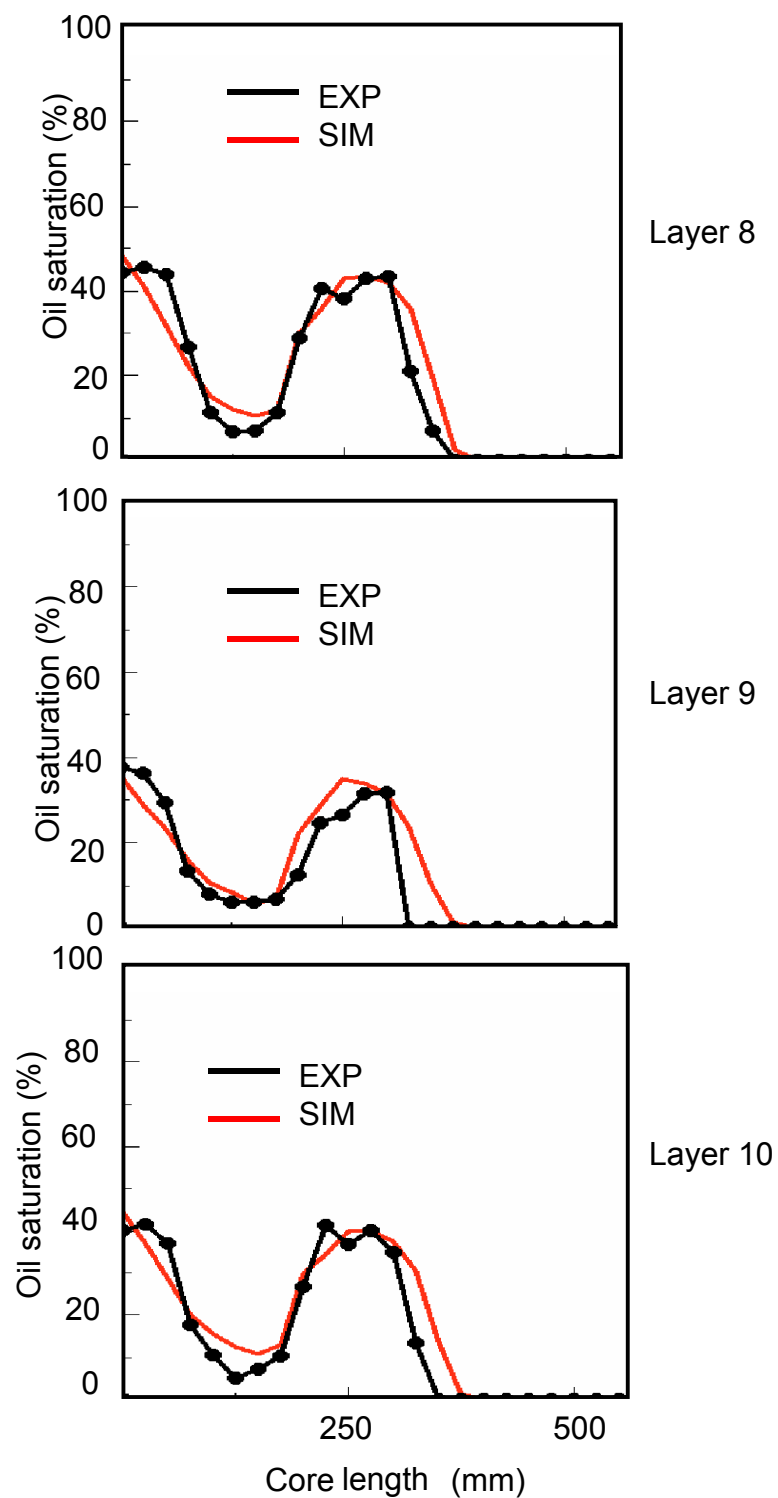 100
80
60
40
20
0
Oil saturation (%)
EXP
SIM
Layer 8
100
80
60
40
20
0
Oil saturation (%)
EXP
SIM
Layer 9
100
80
60
40
20
0
Oil saturation (%)
EXP
SIM
Layer 10
250 500
Core length (mm)